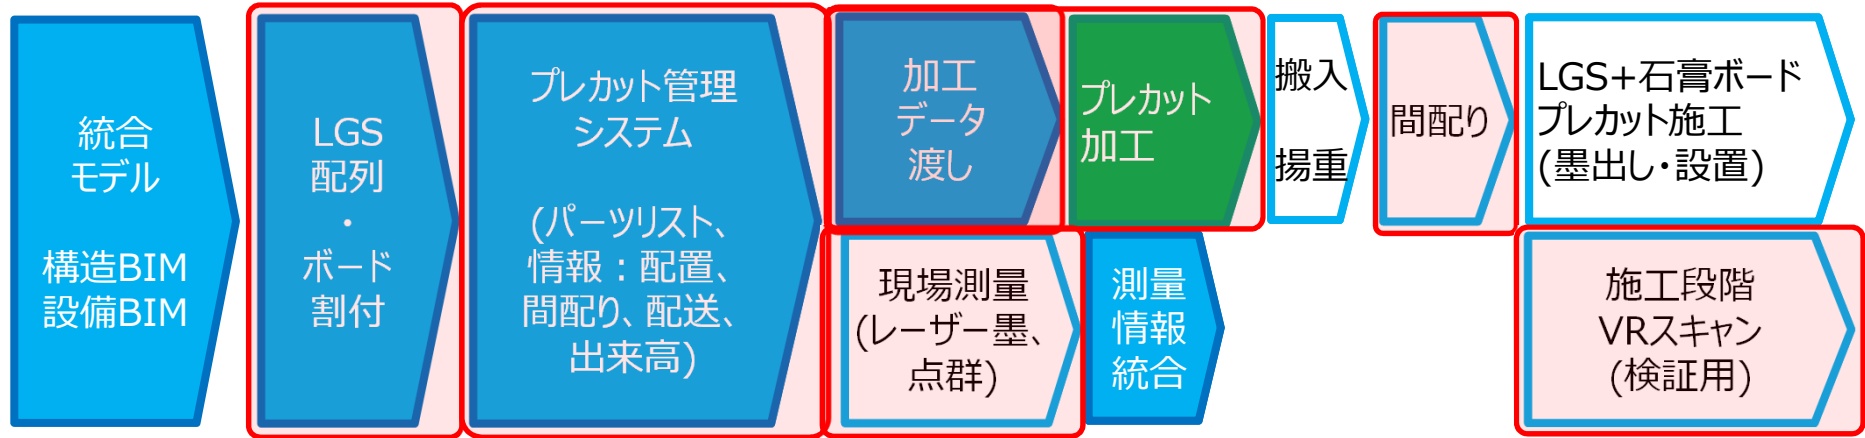 統合
モデル
構造BIM
設備BIM
LGS
配列
・
ボード
割付
プレカット管理
システム
(パーツリスト、
情報：配置、
間配り、配送、
出来高)
加工
データ
渡し
プレカット
加工
搬入
揚重
間配り
LGS+石膏ボード
プレカット施工
(墨出し・設置)
現場測量
(レーザー墨、
点群)
測量
情報
統合
施工段階
VRスキャン
(検証用)